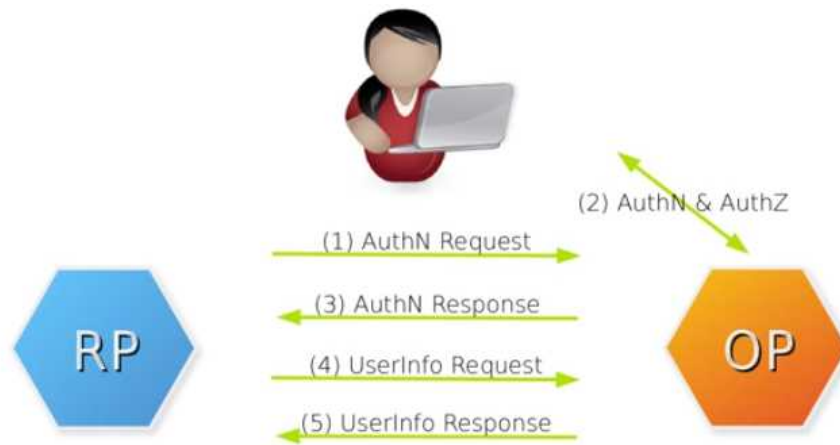 (2) AuthN & AuthZ
(1) AuthN Request
(3) AuthN Response
RP
OP
(4) UserInfo Request
(5) UserInfo Response